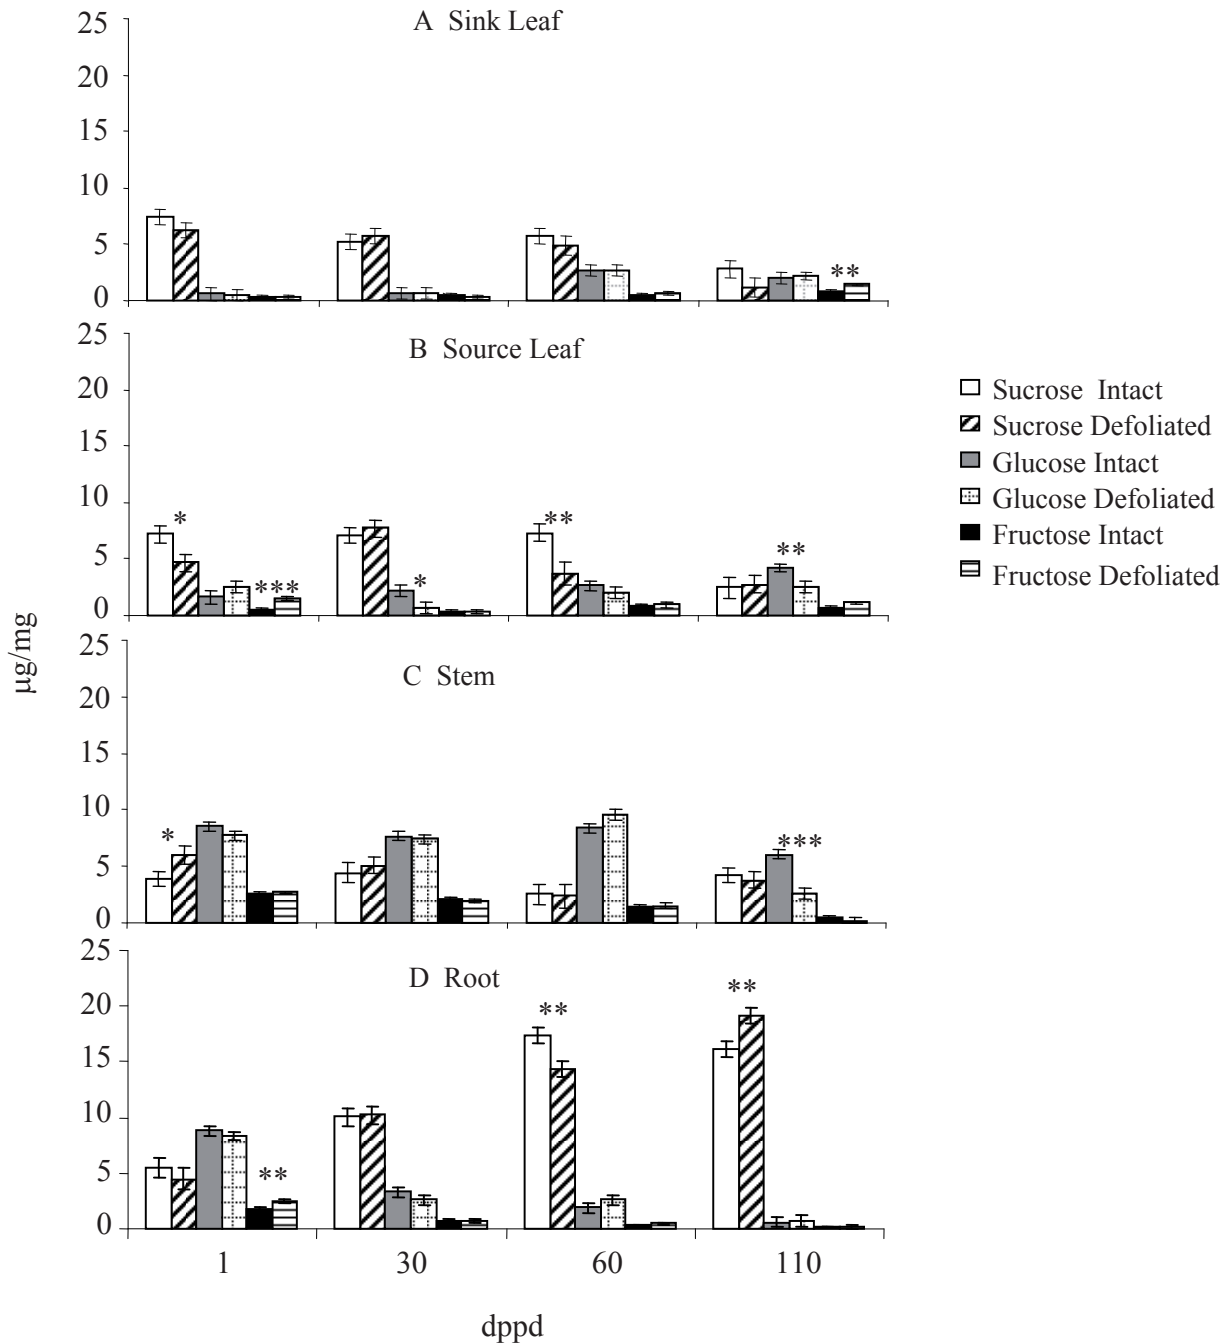 A Sink Leaf
25
20
15
10
5
0
**
B Source Leaf
25
20
15
10
5
0
*
***
*
**
**
Sucrose Intact
Sucrose Defoliated
Glucose Intact
Glucose Defoliated
Fructose Intact
Fructose Defoliated
µg/mg
C Stem
25
20
15
10
5
0
*
***
D Root
25
20
15
10
5
0
**
**
**
1 30 60 110
dppd